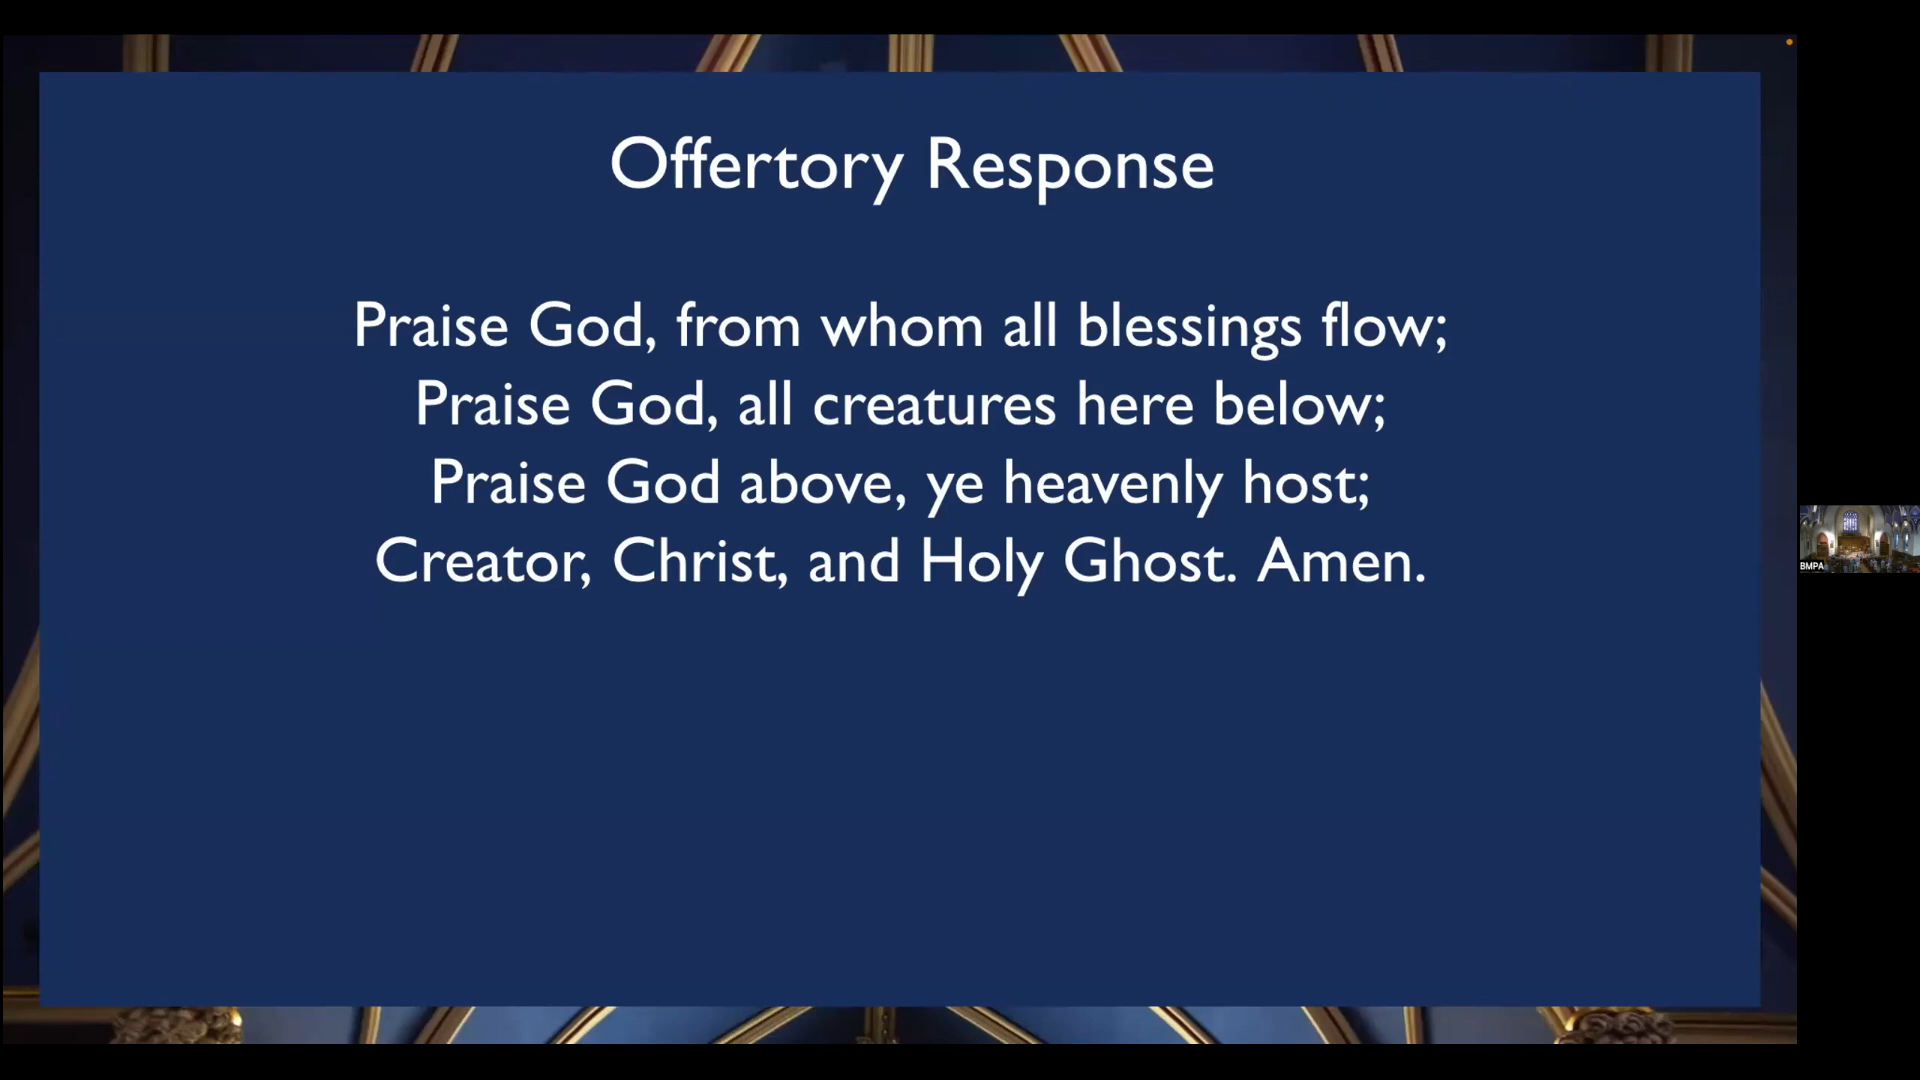 Offertory Response
Praise God, from whom all blessings flow;
Praise God, all creatures here below;
Praise God above, ye heavenly host;
Creator, Christ, and Holy Ghost. Amen.
BMPA